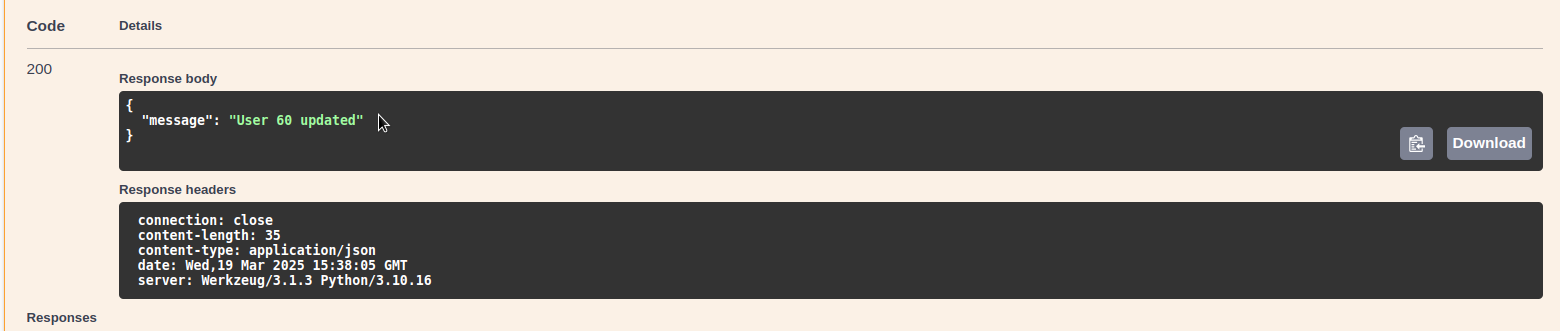 Code Details
200
Response body
{
"message": "User 60 updated"
}
Download
Response headers
connection: close
content-length: 35
content-type: application/json
date: Wed,19 Mar 2025 15:38:05 GMT
server: Werkzeug/3.1.3 Python/3.10.16
Responses